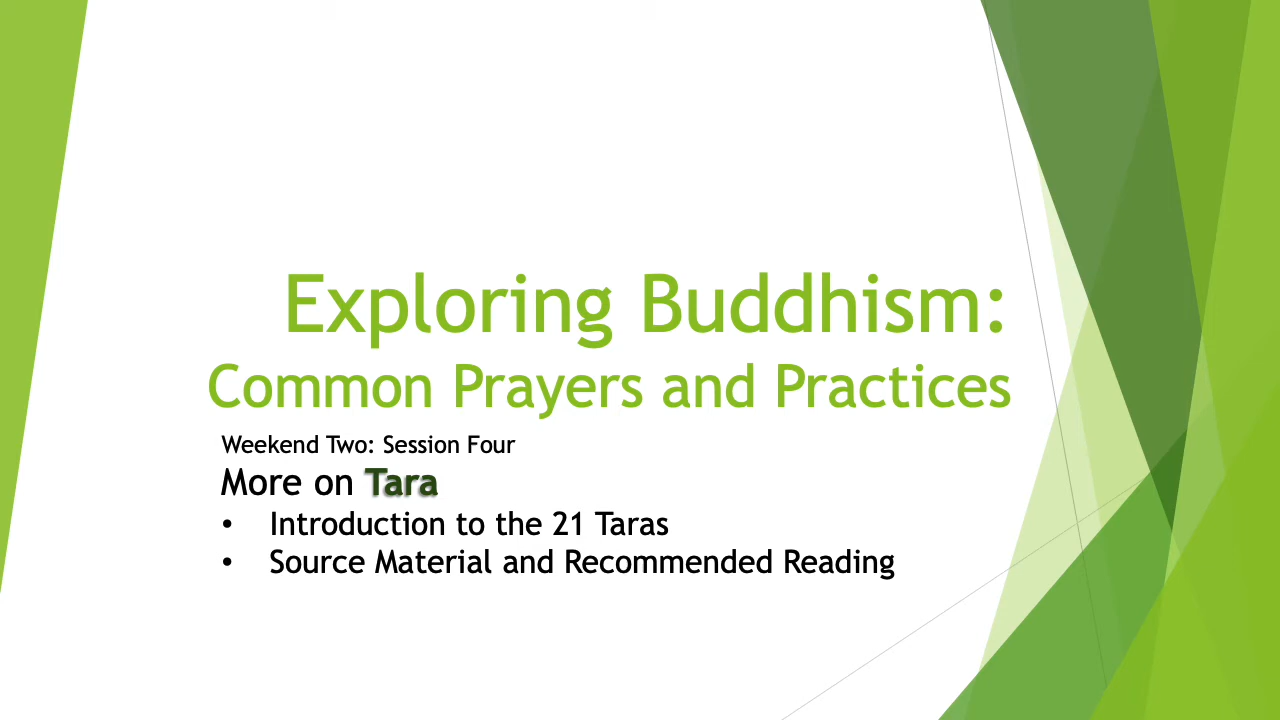 Exploring Buddhism:
Common Prayers and Practices
Weekend Two: Session Four
More on Tara
• Introduction to the 21 Taras
• Source Material and Recommended Reading